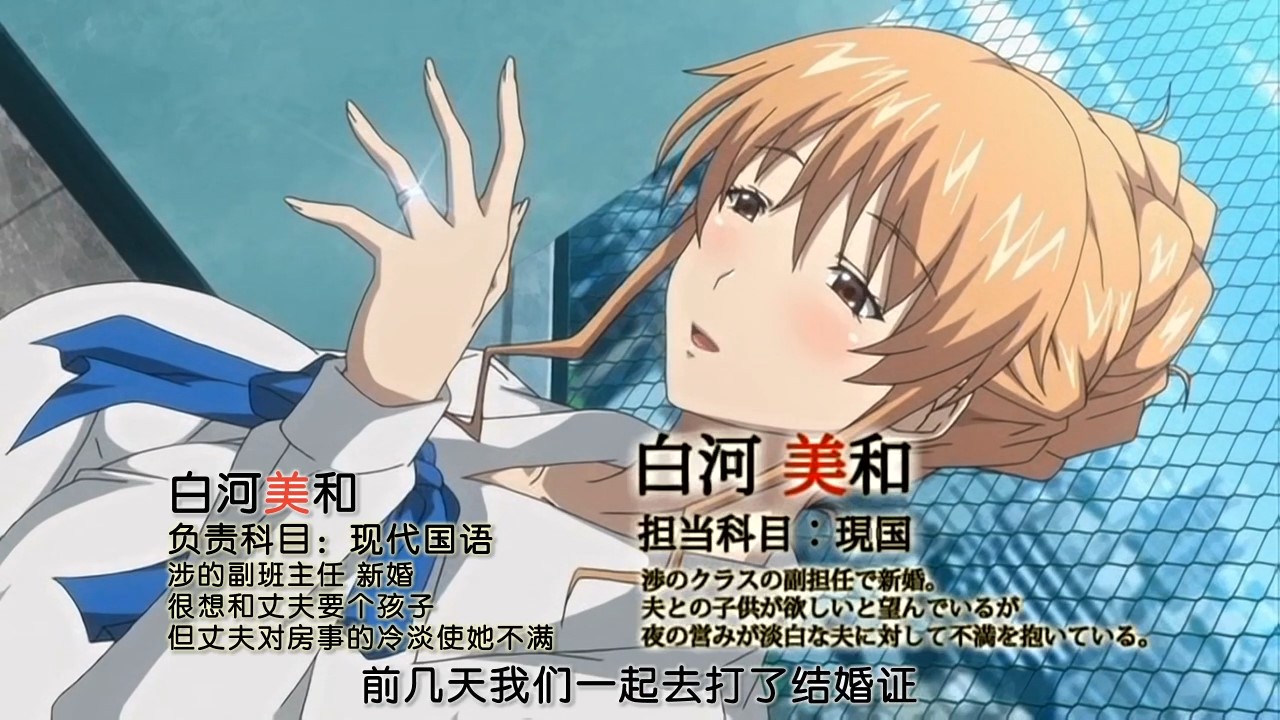 白河美和
负责科目：现代国语
涉的副班主任 新婚
很想和丈夫要个孩子
但丈夫对房事的冷淡使她不满
白河 美和
担当科目：現国
渉のクラスの副担任で新婚。
夫との子供が欲しいと望んでいるが
夜の営みが淡白な夫に対して不満を抱いている。
前几天我们一起去打了结婚证